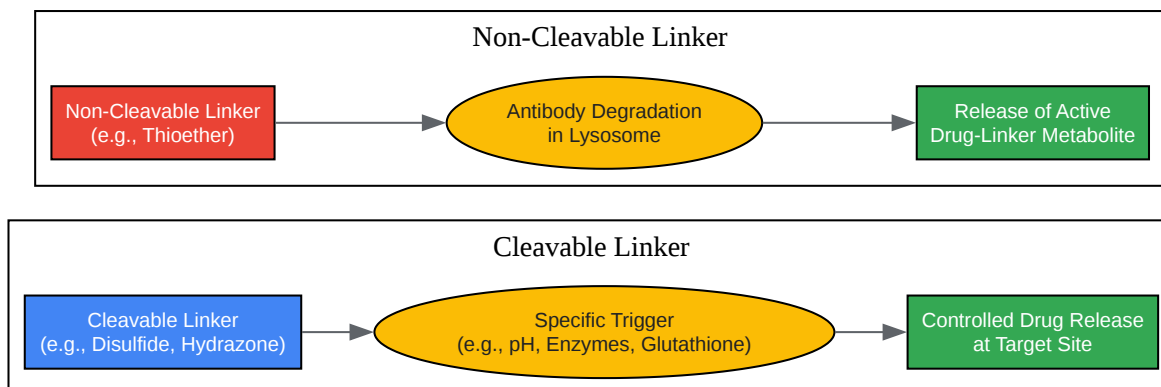 Non-Cleavable Linker
Non-Cleavable Linker
(e.g., Thioether)
Antibody Degradation
in Lysosome
Release of Active
Drug-Linker Metabolite
Cleavable Linker
Cleavable Linker
(e.g., Disulfide, Hydrazone)
Specific Trigger
(e.g., pH, Enzymes, Glutathione)
Controlled Drug Release
at Target Site